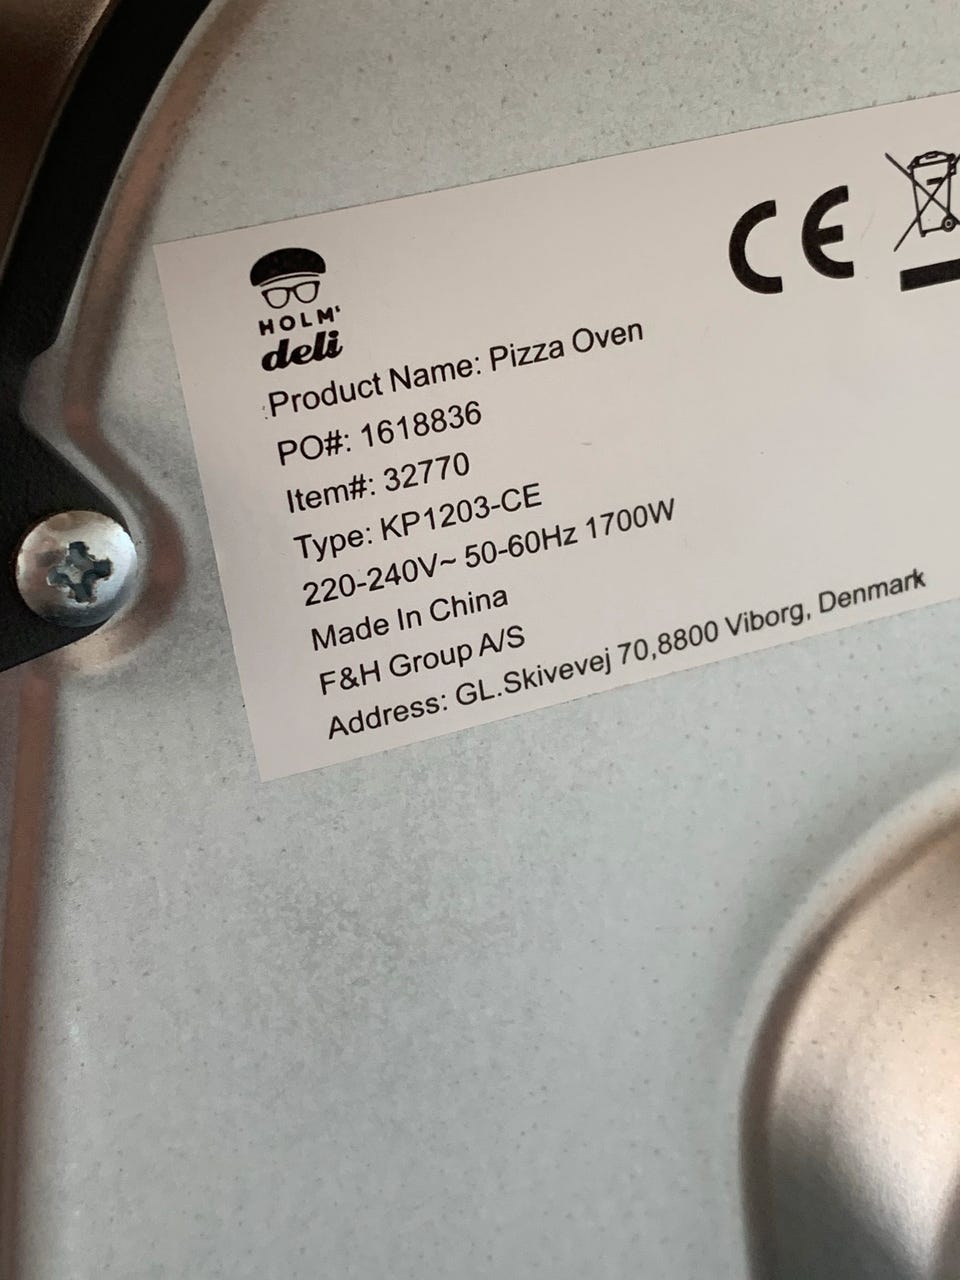 CE
HOLM'
deli
Product Name: Pizza Oven
PO#: 1618836
Item#: 32770
Type: KP1203-CE
220-240V~ 50-60Hz 1700W
Made In China
F&H Group A/S
Address: GL.Skivevej 70,8800 Viborg, Denmark